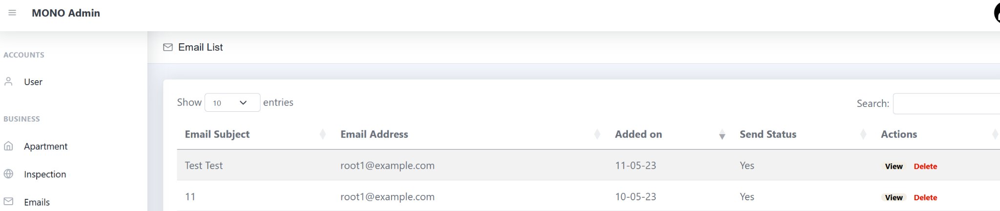 MONO Admin
ACCOUNTS
User
BUSINESS
Apartment
Inspection
Emails
Email List
Show 10 entries
Search:
Email Subject Email Address Added on Send Status Actions
Test Test root1@example.com 11-05-23 Yes View Delete
11 root1@example.com 10-05-23 Yes View Delete